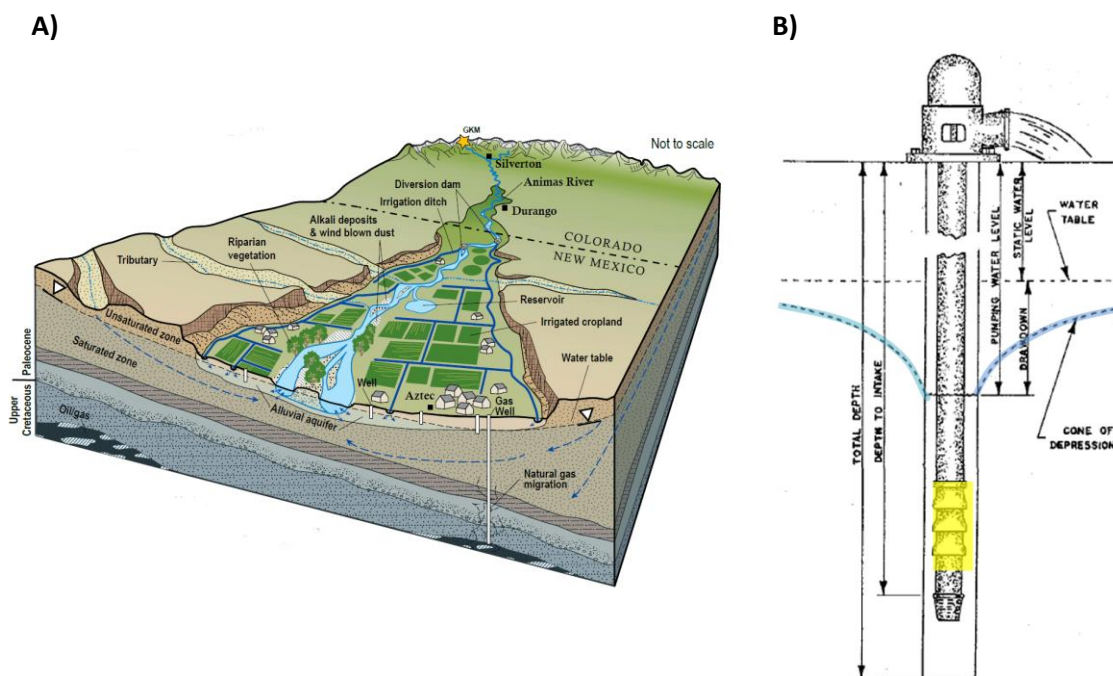 A)
B)
GKM
Not to scale
Silverton
Diversion dam
Animas River
Irrigation ditch
Durango
Alkali deposits
& wind blown dust
COLORADO
NEW MEXICO
Riparian
vegetation
Tributary
Reservoir
Irrigated cropland
Unsaturated zone
Water table
Saturated zone
Well
Aztec
Gas
Well
Alluvial aquifer
Paleocene
Upper
Cretaceous
Oil/gas
Natural gas
migration
TOTAL DEPTH
DEPTH TO INTAKE
PUMPING WATER LEVEL
STATIC WATER
LEVEL
DRAWDOWN
WATER
TABLE
CONE OF
DEPRESSION